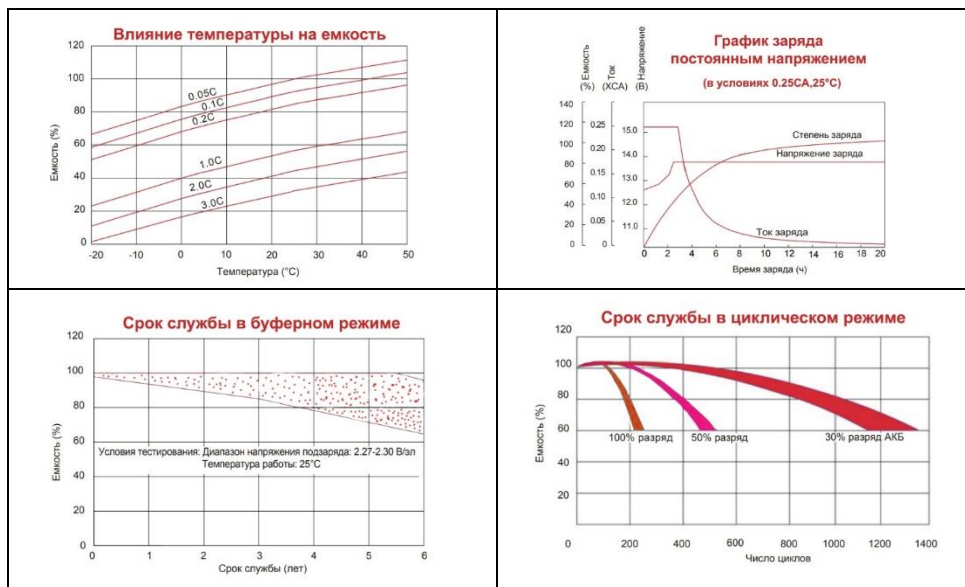 Влияние температуры на емкость
120
100
80
60
40
20
0
Емкость (%)
0.05C
0.1C
0.2C
1.0C
2.0C
3.0C
-20 -10 0 10 20 30 40 50
Температура (°C)
График заряда
постоянным напряжением
(в условиях 0.25CA,25°C)
Емкость
(%)
Ток
(XCA)
Напряжение
(В)
140
120
100
80
60
40
20
0
0.25
0.20
0.15
0.10
0.05
0
15.0
14.0
13.0
12.0
11.0
Степень заряда
Напряжение заряда
Ток заряда
0 2 4 6 8 10 12 14 16 18 20
Время заряда (ч)
Срок службы в буферном режиме
120
100
80
60
40
20
0
Емкость (%)
Условия тестирования: Диапазон напряжения подзаряда: 2.27-2.30 В/эл
Температура работы: 25°C
0 1 2 3 4 5 6
Срок службы (лет)
Срок службы в циклическом режиме
120
100
80
60
40
20
0
Емкость (%)
100% разряд
50% разряд
30% разряд АКБ
0 200 400 600 800 1000 1200 1400
Число циклов